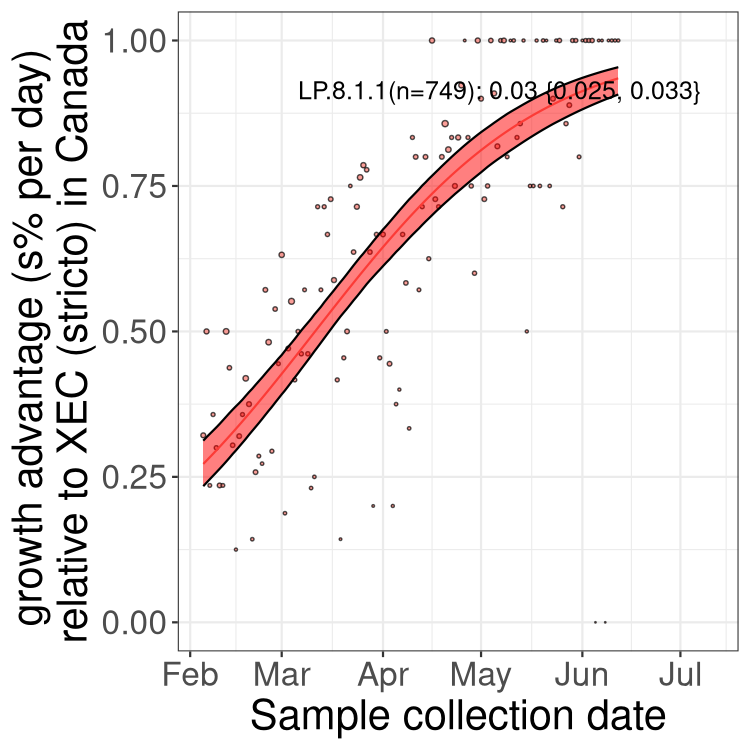 growth advantage (s% per day)
relative to XEC (stricto) in Canada
1.00
0.75
0.50
0.25
0.00
LP.8.1.1(n=749): 0.03 {0.025, 0.033}
Feb Mar Apr May Jun Jul
Sample collection date